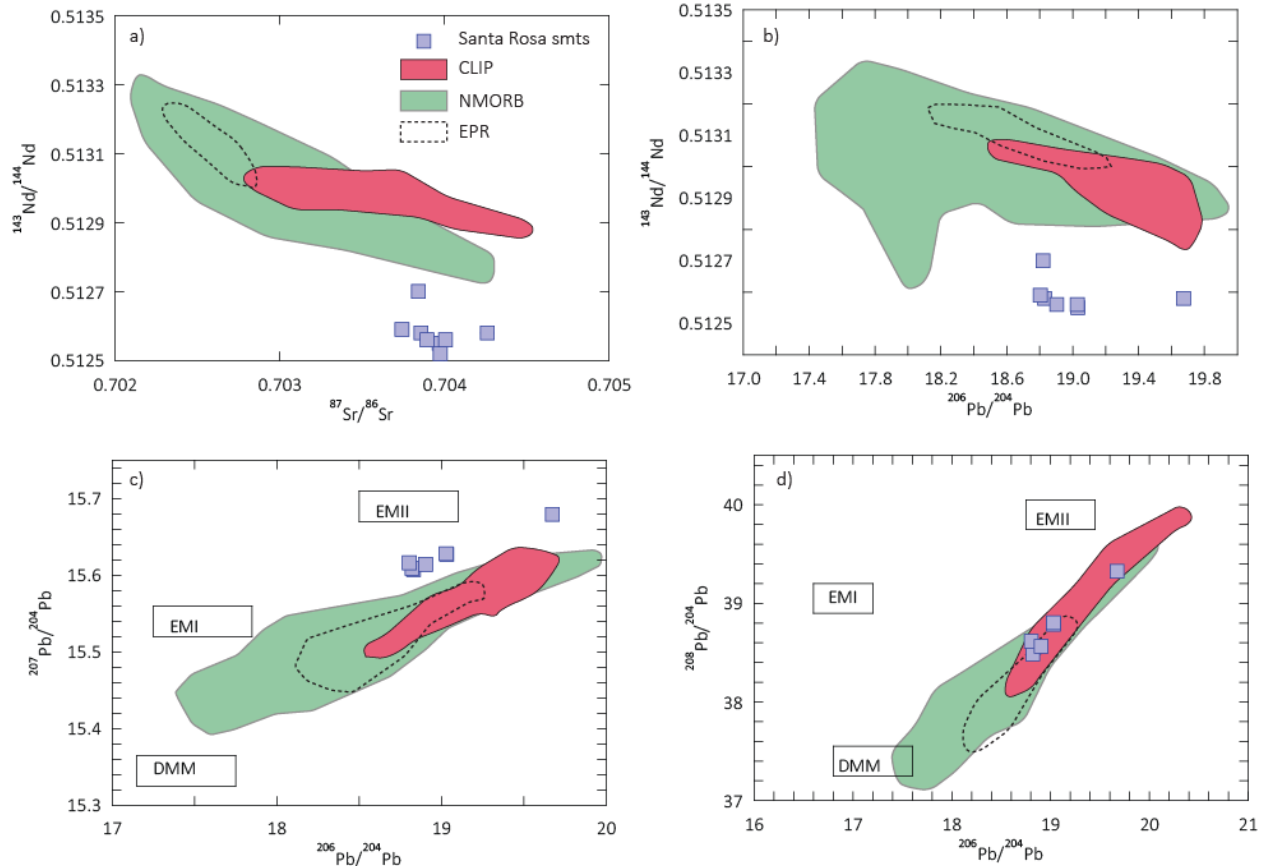 a)
Santa Rosa smts
CLIP
NMORB
EPR
0.5135
0.5133
0.5131
0.5129
0.5127
0.5125
143Nd/144Nd
0.702
0.703
0.704
0.705
87Sr/86Sr
b)
0.5135
0.5133
0.5131
0.5129
0.5127
0.5125
143Nd/144Nd
17.0
17.4
17.8
18.2
18.6
19.0
19.4
19.8
206Pb/204Pb
c)
EMII
EMI
DMM
15.7
15.6
15.5
15.4
15.3
207Pb/204Pb
17
18
19
20
206Pb/204Pb
d)
EMII
EMI
DMM
40
39
38
37
208Pb/204Pb
16
17
18
19
20
21
206Pb/204Pb